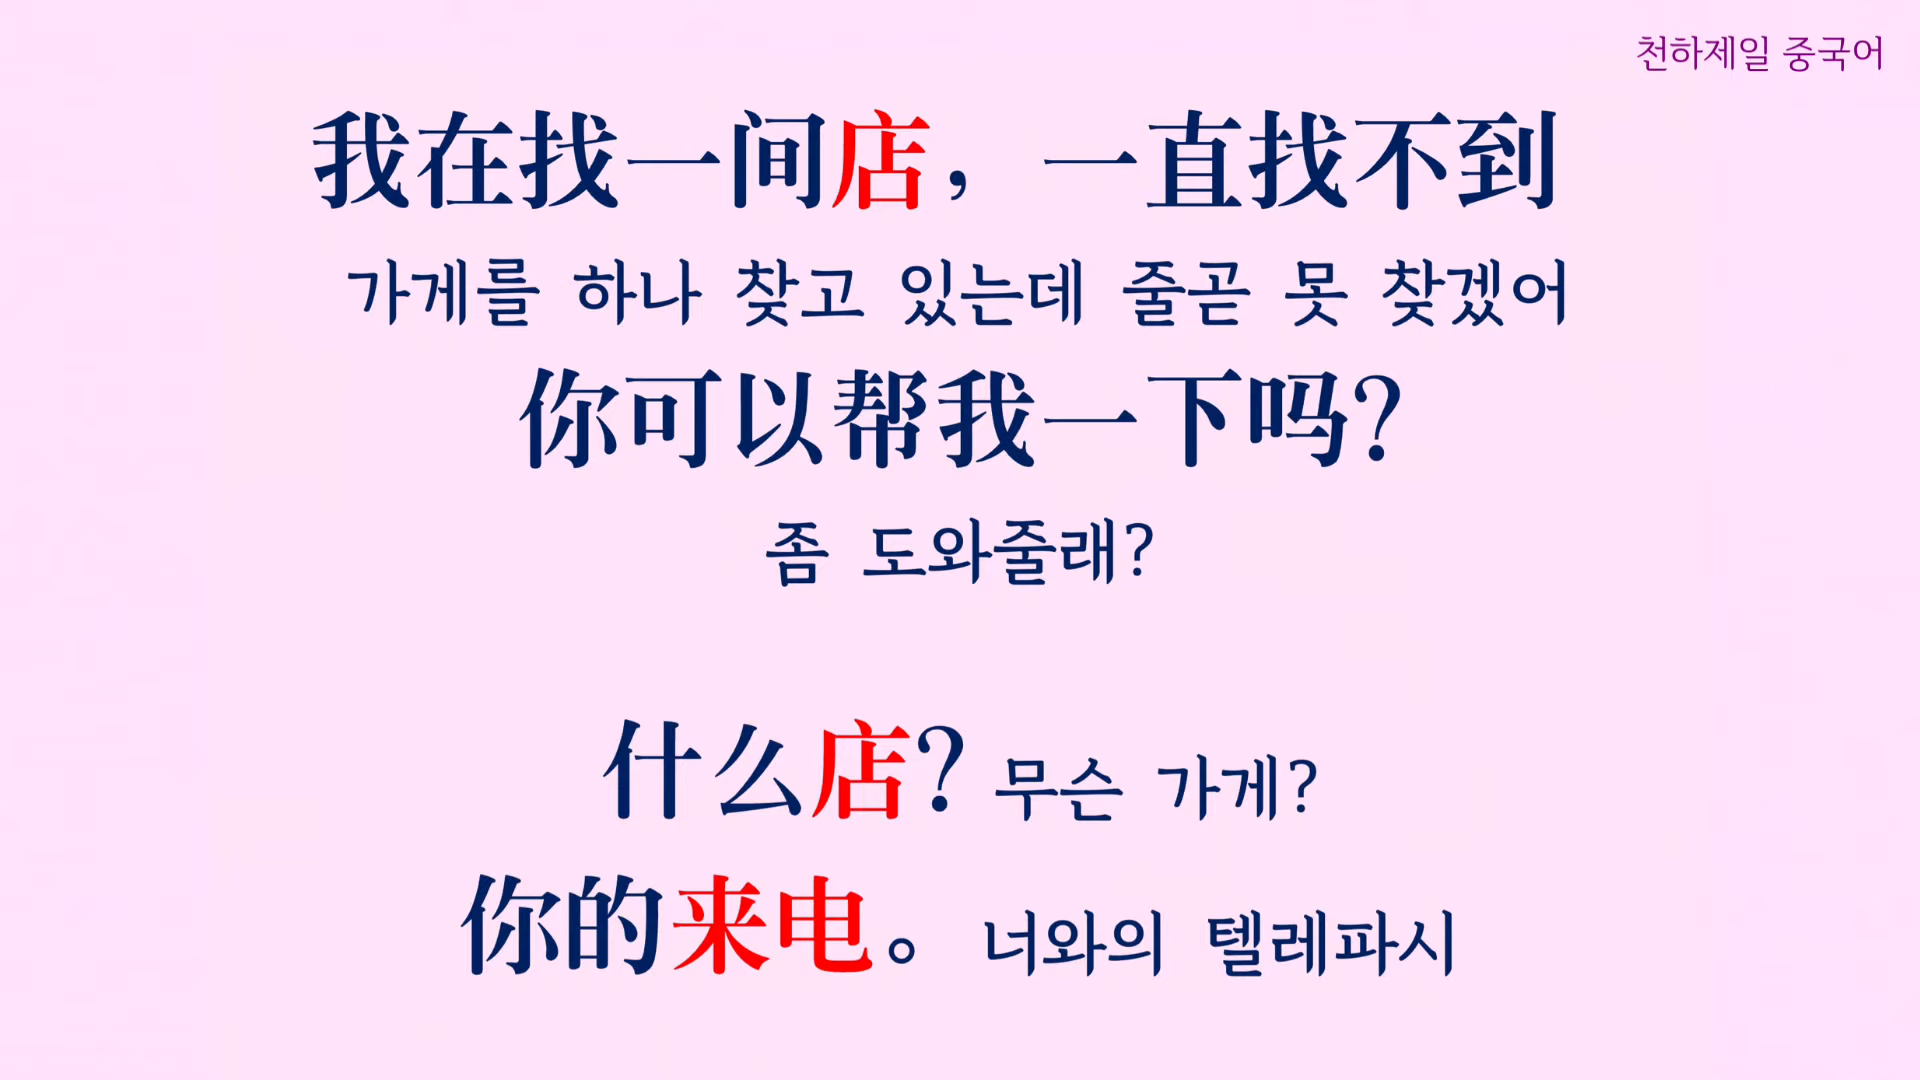 천하제일 중국어
我在找一间店，一直找不到
가게를 하나 찾고 있는데 줄곧 못 찾겠어
你可以帮我一下吗？
좀 도와줄래?
什么店？ 무슨 가게?
你的来电。 너와의 텔레파시